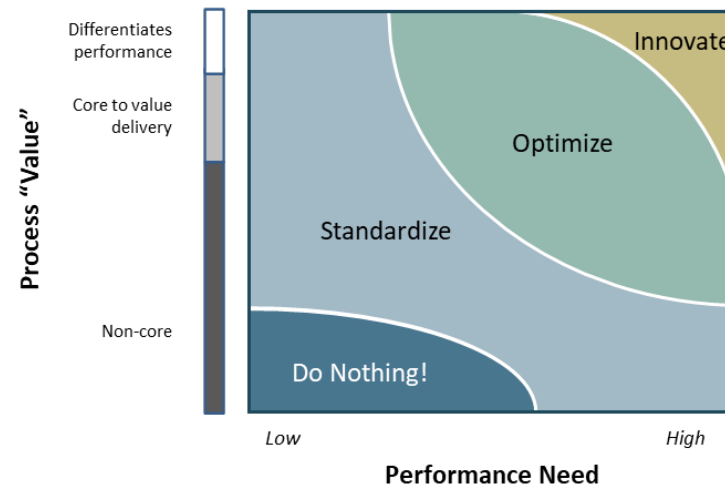 Differentiates
performance
Innovate
Core to value
delivery
Optimize
Process “Value”
Standardize
Non-core
Do Nothing!
Low
High
Performance Need